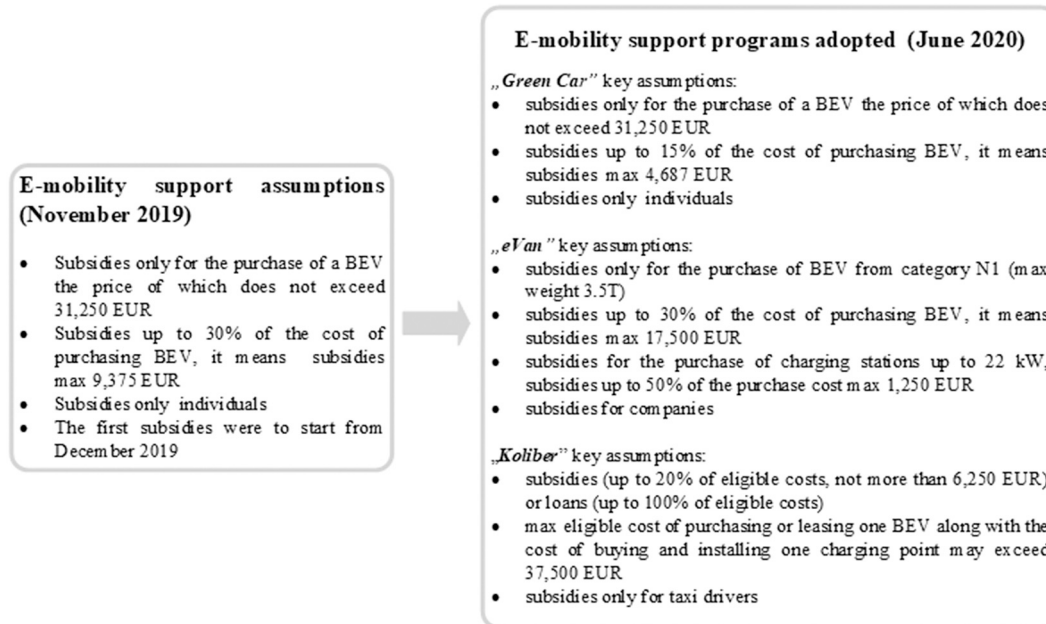 E-mobility support assumptions
(November 2019)
• Subsidies only for the purchase of a BEV
the price of which does not exceed
31,250 EUR
• Subsidies up to 30% of the cost of
purchasing BEV, it means subsidies
max 9,375 EUR
• Subsidies only individuals
• The first subsidies were to start from
December 2019
E-mobility support programs adopted (June 2020)
„Green Car” key assumptions:
• subsidies only for the purchase of a BEV the price of which does
not exceed 31,250 EUR
• subsidies up to 15% of the cost of purchasing BEV, it means
subsidies max 4,687 EUR
• subsidies only individuals
„eVan” key assumptions:
• subsidies only for the purchase of BEV from category N1 (max
weight 3.5T)
• subsidies up to 30% of the cost of purchasing BEV, it means
subsidies max 17,500 EUR
• subsidies for the purchase of charging stations up to 22 kW,
subsidies up to 50% of the purchase cost max 1,250 EUR
• subsidies for companies
„Koliber” key assumptions:
• subsidies (up to 20% of eligible costs, not more than 6,250 EUR)
or loans (up to 100% of eligible costs)
• max eligible cost of purchasing or leasing one BEV along with the
cost of buying and installing one charging point may exceed
37,500 EUR
• subsidies only for taxi drivers